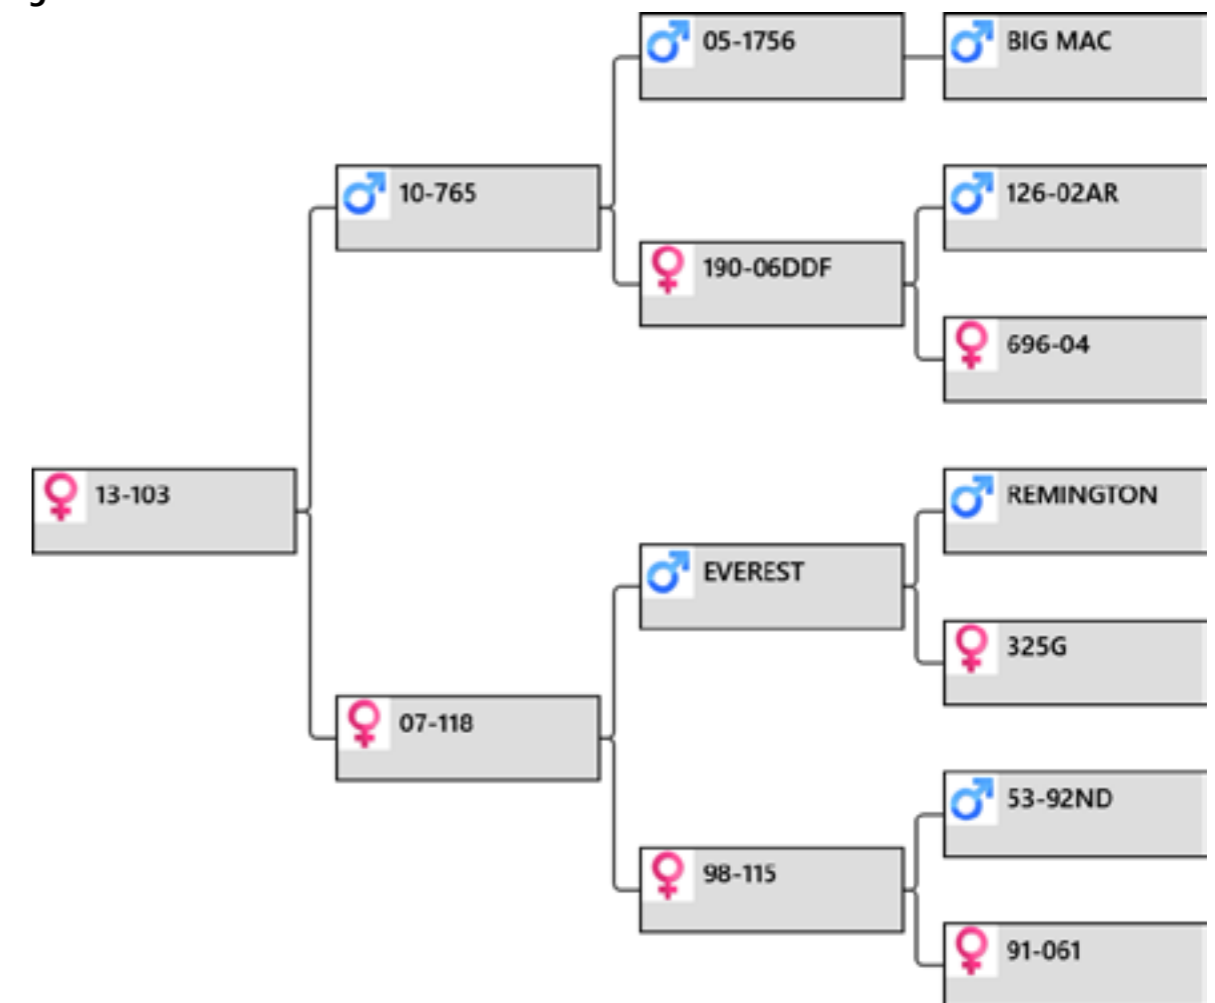 05-1756
BIG MAC
10-765
126-02AR
190-06DDF
696-04
13-103
REMINGTON
EVEREST
325G
07-118
53-92ND
98-115
91-061